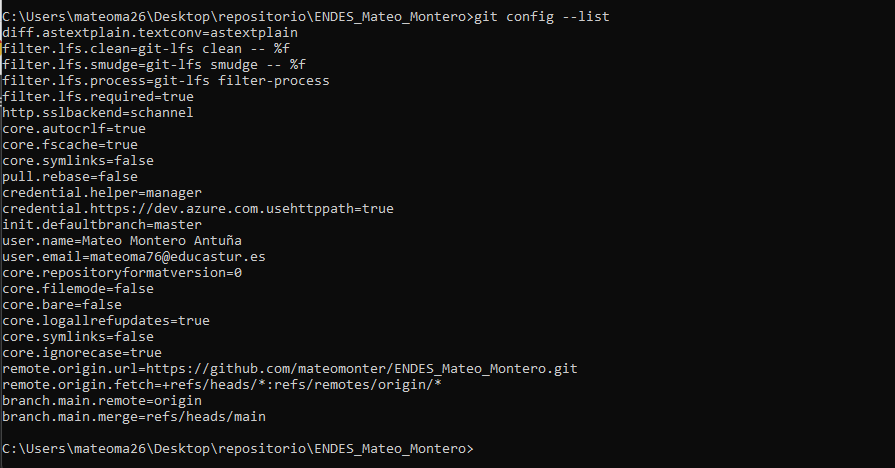 C:\Users\mateoma26\Desktop\repositorio\ENDES_Mateo_Montero>git config --list
diff.astextplain.textconv=astextplain
filter.lfs.clean=git-lfs clean -- %f
filter.lfs.smudge=git-lfs smudge -- %f
filter.lfs.process=git-lfs filter-process
filter.lfs.required=true
http.sslbackend=schannel
core.autocrlf=true
core.fscache=true
core.symlinks=false
pull.rebase=false
credential.helper=manager
credential.https://dev.azure.com.usehttppath=true
init.defaultbranch=master
user.name=Mateo Montero Antuña
user.email=mateoma76@educastur.es
core.repositoryformatversion=0
core.filemode=false
core.bare=false
core.logallrefupdates=true
core.symlinks=false
core.ignorecase=true
remote.origin.url=https://github.com/mateomonter/ENDES_Mateo_Montero.git
remote.origin.fetch=+refs/heads/*:refs/remotes/origin/*
branch.main.remote=origin
branch.main.merge=refs/heads/main
C:\Users\mateoma26\Desktop\repositorio\ENDES_Mateo_Montero>